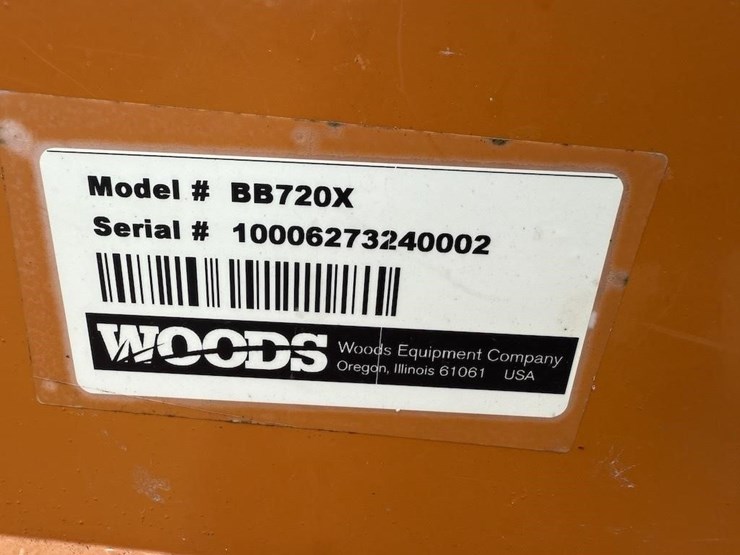 Model # BB720X
Serial # 10006273240002
WOODS
Woods Equipment Company
Oregon, Illinois 61061 USA